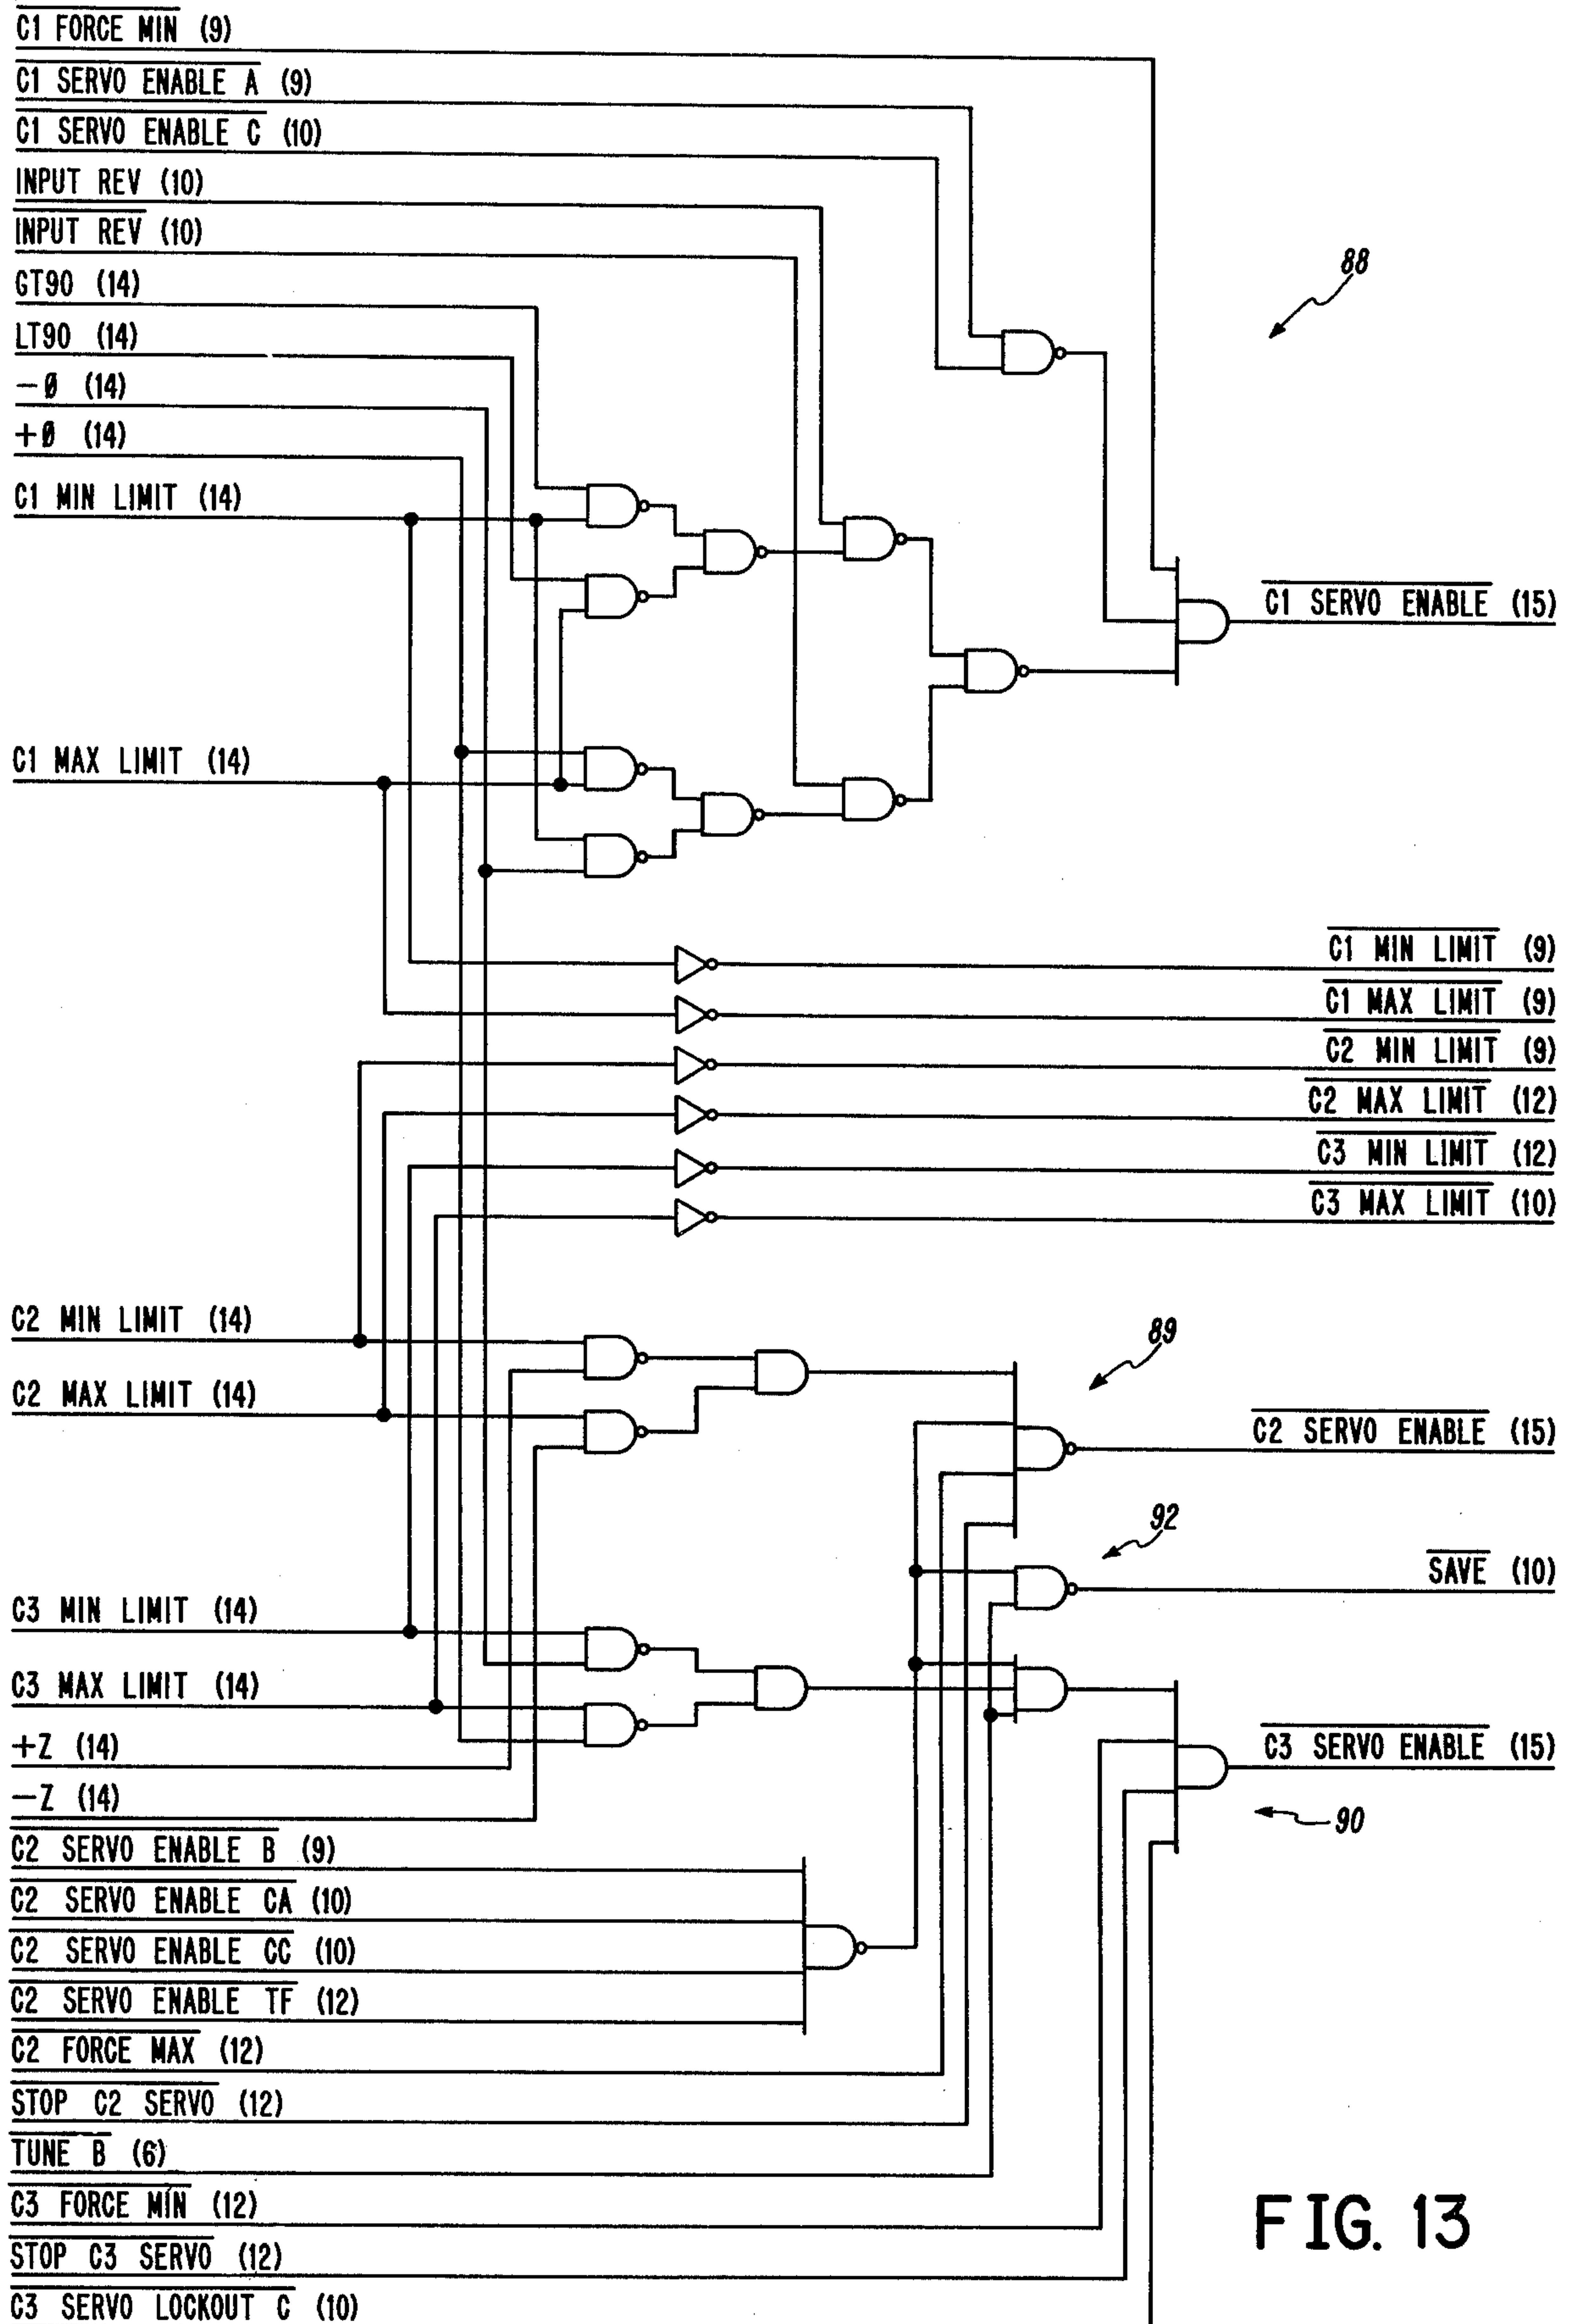 C1 FORCE MIN (9)
C1 SERVO ENABLE A (9)
C1 SERVO ENABLE C (10)
INPUT REV (10)
INPUT REV (10)
88
GT90 (14)
LT90 (14)
−Ø (14)
+Ø (14)
C1 MIN LIMIT (14)
C1 SERVO ENABLE (15)
C1 MAX LIMIT (14)
C1 MIN LIMIT (9)
C1 MAX LIMIT (9)
C2 MIN LIMIT (9)
C2 MAX LIMIT (12)
C3 MIN LIMIT (12)
C3 MAX LIMIT (10)
C2 MIN LIMIT (14)
89
C2 MAX LIMIT (14)
C2 SERVO ENABLE (15)
92
SAVE (10)
C3 MIN LIMIT (14)
C3 MAX LIMIT (14)
+Z (14)
C3 SERVO ENABLE (15)
−Z (14)
90
C2 SERVO ENABLE B (9)
C2 SERVO ENABLE CA (10)
C2 SERVO ENABLE CC (10)
C2 SERVO ENABLE TF (12)
C2 FORCE MAX (12)
STOP C2 SERVO (12)
TUNE B (6)
C3 FORCE MIN (12)
STOP C3 SERVO (12)
C3 SERVO LOCKOUT C (10)
FIG. 13